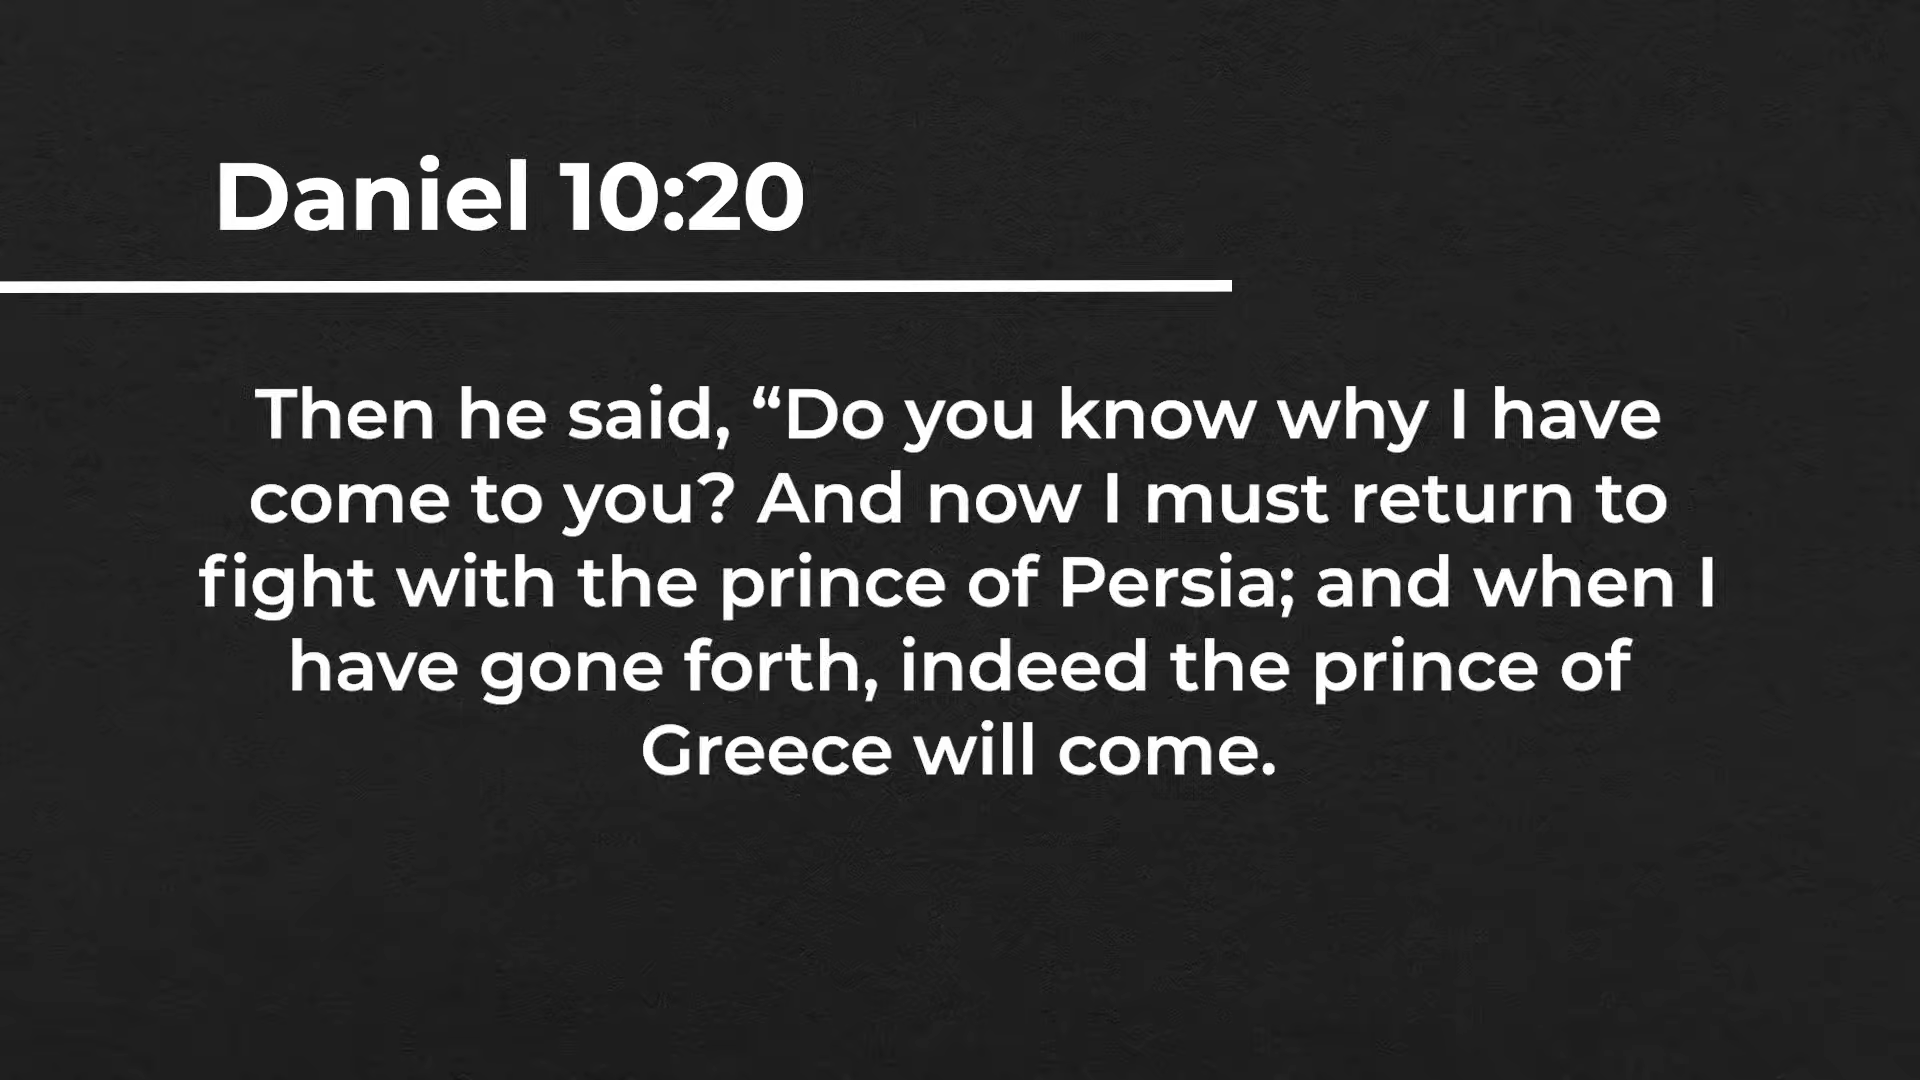 Daniel 10:20
Then he said, “Do you know why I have
come to you? And now I must return to
fight with the prince of Persia; and when I
have gone forth, indeed the prince of
Greece will come.